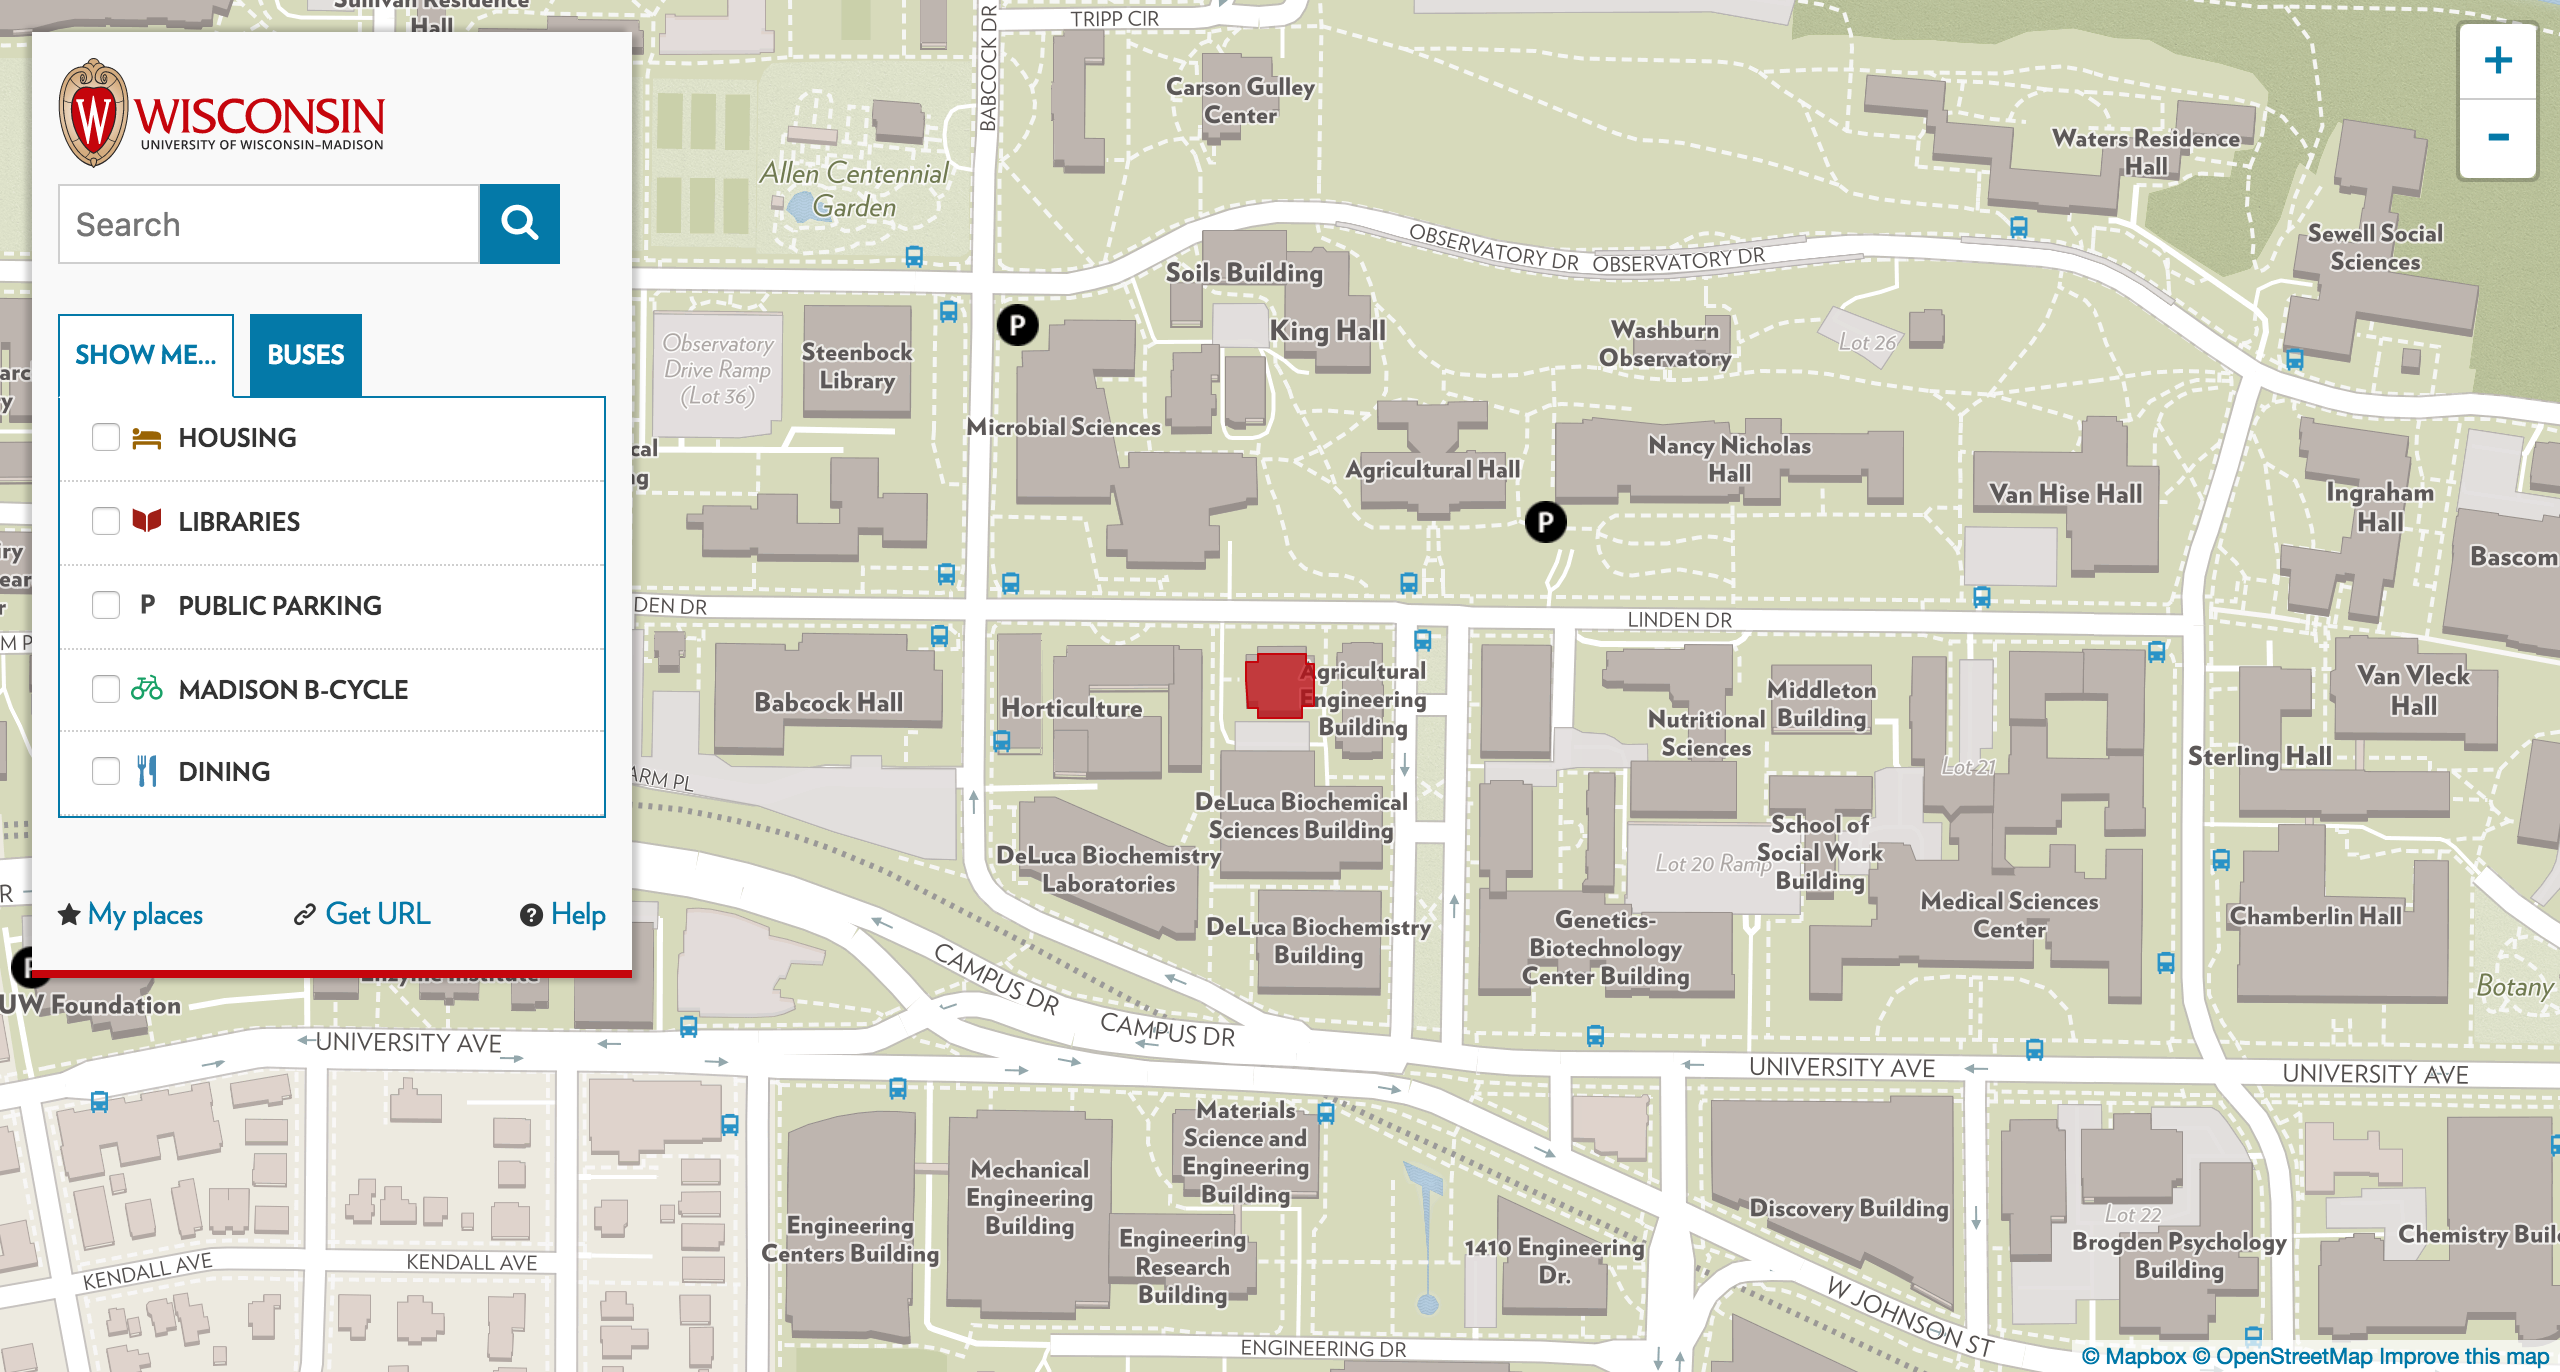 Hall
TRIPP CIR
BABCOCK DR
Carson Gulley
Center
Waters Residence
Hall
+
-
W
WISCONSIN
UNIVERSITY OF WISCONSIN–MADISON
Search
Allen Centennial
Garden
OBSERVATORY DR
OBSERVATORY DR
Sewell Social
Sciences
Soils Building
King Hall
P
Washburn
Observatory
Lot 26
Observatory
Drive Ramp
(Lot 36)
Steenbock
Library
SHOW ME...
BUSES
HOUSING
LIBRARIES
P PUBLIC PARKING
MADISON B-CYCLE
DINING
My places
Get URL
Help
Microbial Sciences
Agricultural Hall
Nancy Nicholas
Hall
P
Van Hise Hall
Ingraham
Hall
Bascom
DEN DR
LINDEN DR
Babcock Hall
Horticulture
Agricultural
Engineering
Building
Nutritional
Sciences
Middleton
Building
Van Vleck
Hall
Sterling Hall
Lot 21
ARM PL
DeLuca Biochemical
Sciences Building
DeLuca Biochemistry
Laboratories
DeLuca Biochemistry
Building
Lot 20 Ramp
School of
Social Work
Building
Genetics-
Biotechnology
Center Building
Medical Sciences
Center
Chamberlin Hall
Botany
UW Foundation
CAMPUS DR
CAMPUS DR
UNIVERSITY AVE
UNIVERSITY AVE
UNIVERSITY AVE
Materials
Science and
Engineering
Building
Mechanical
Engineering
Building
Engineering
Centers Building
Engineering
Research
Building
1410 Engineering
Dr.
Discovery Building
Lot 22
Brogden Psychology
Building
Chemistry Buil
KENDALL AVE
KENDALL AVE
W JOHNSON ST
ENGINEERING DR
© Mapbox © OpenStreetMap Improve this map